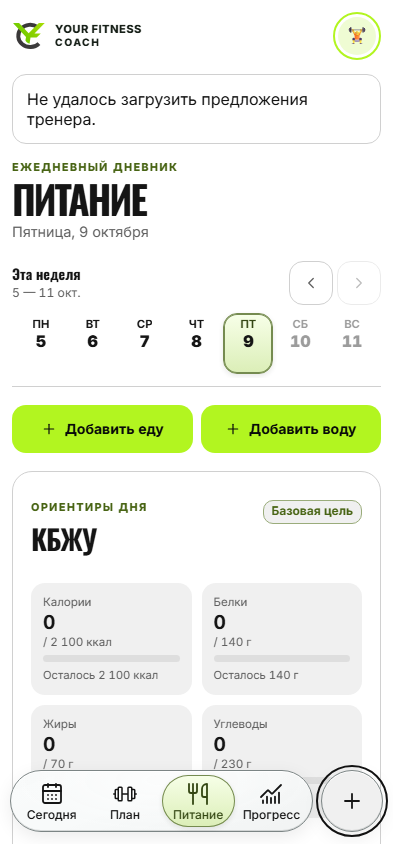 YOUR FITNESS
COACH
Не удалось загрузить предложения
тренера.
ЕЖЕДНЕВНЫЙ ДНЕВНИК
ПИТАНИЕ
Пятница, 9 октября
Эта неделя
5 — 11 окт.
ПН ВТ СР ЧТ ПТ СБ ВС
5 6 7 8 9 10 11
+ Добавить еду
+ Добавить воду
ОРИЕНТИРЫ ДНЯ
Базовая цель
КБЖУ
Калории
0
/ 2 100 ккал
Осталось 2 100 ккал
Белки
0
/ 140 г
Осталось 140 г
Жиры
0
/ 70 г
Углеводы
0
/ 230 г
Сегодня
План
Питание
Прогресс
+